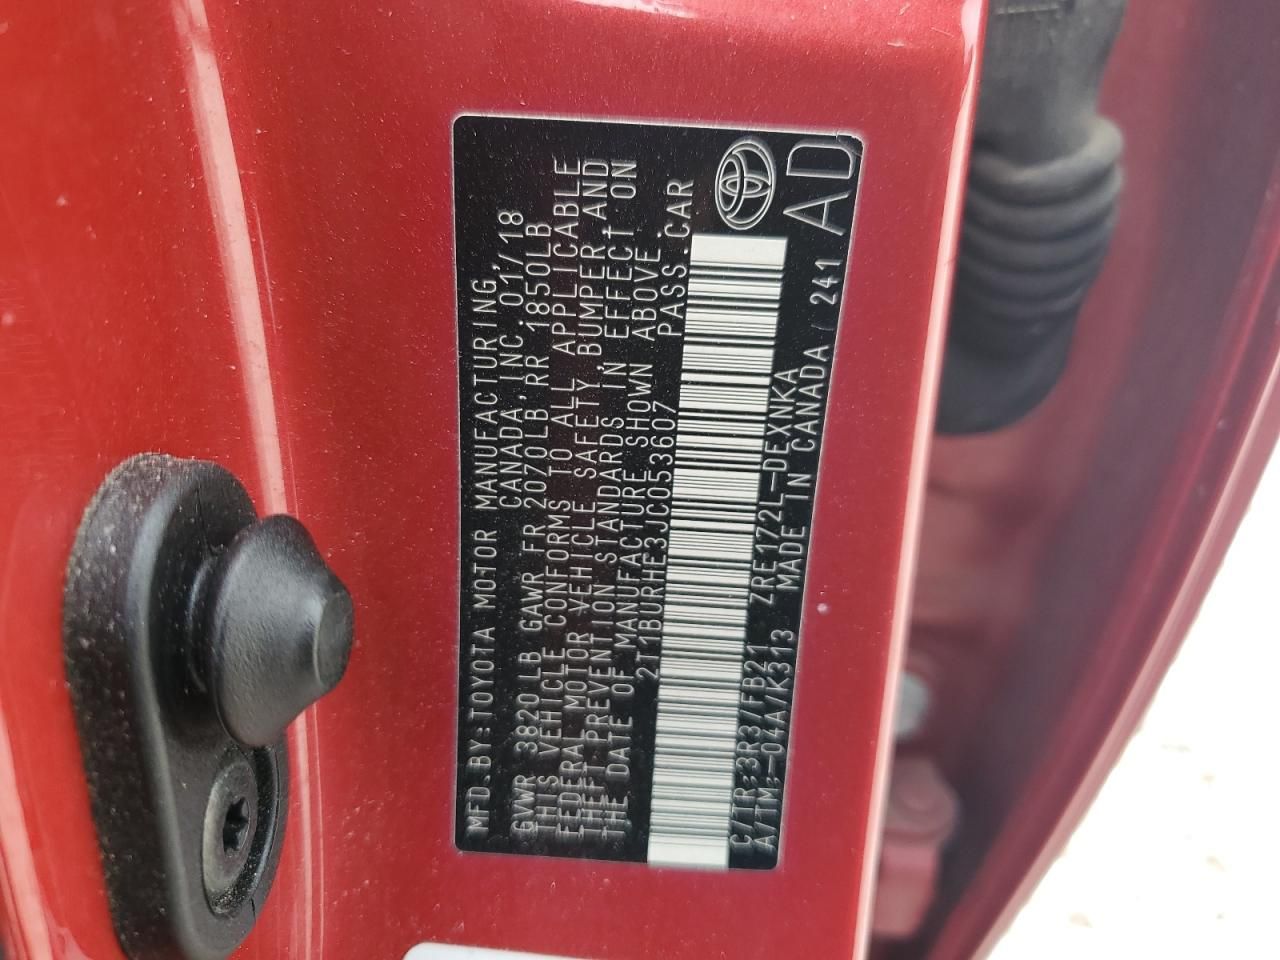 MFD.BY:TOYOTA MOTOR MANUFACTURING,
CANADA,INC. 01/18
GVWR 3820 LB GAWR FR 2070LB RR 1850LB
THIS VEHICLE CONFORMS TO ALL APPLICABLE
FEDERAL MOTOR VEHICLE SAFETY,BUMPER,AND
THEFT PREVENTION STANDARDS IN EFFECT ON
THE DATE OF MANUFACTURE SHOWN ABOVE.
2T1BURHE3JC053607 PASS.CAR
C/TR:3R3/FB21 ZRE172L-DEXNKA
A/TM:-04A/K313 MADE IN CANADA 241
AD